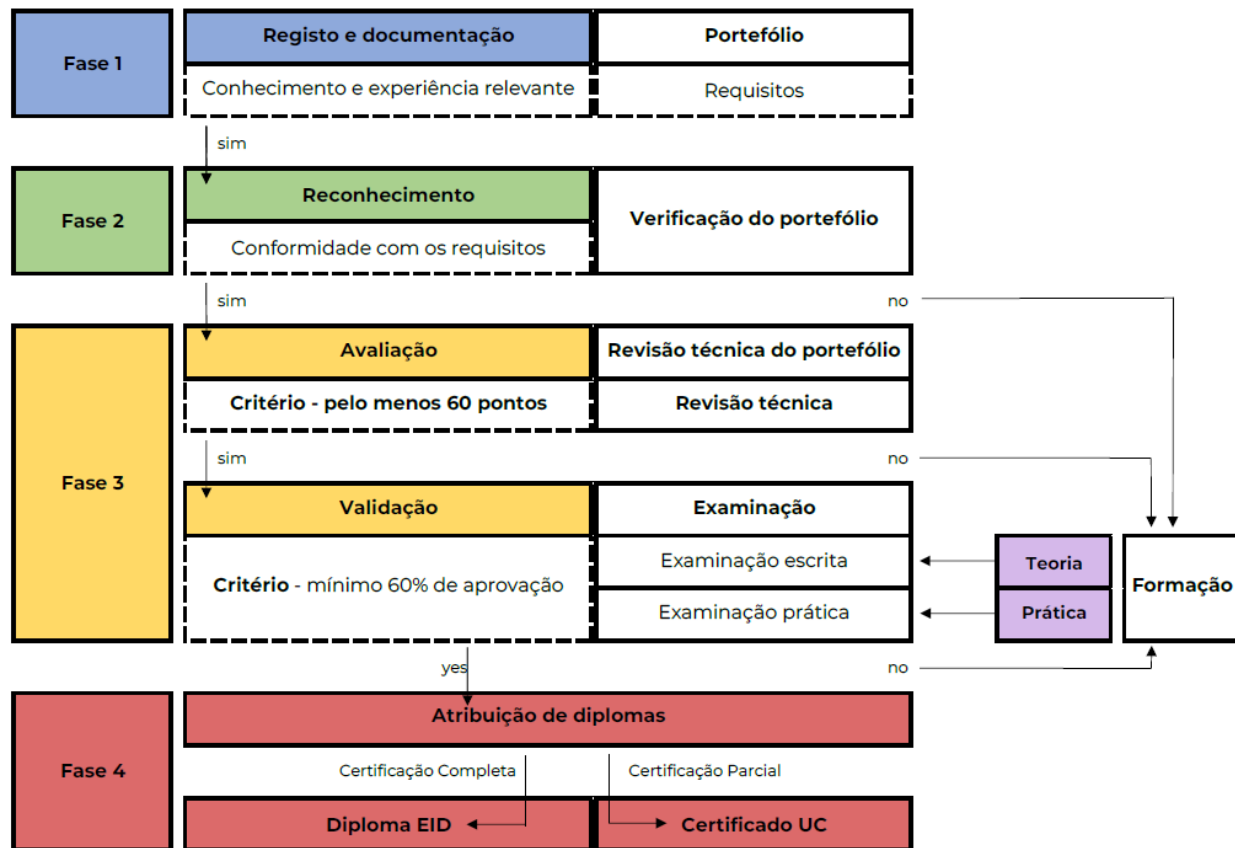 Fase 1
Registo e documentação
Portefólio
Conhecimento e experiência relevante
Requisitos
sim
Fase 2
Reconhecimento
Verificação do portefólio
Conformidade com os requisitos
sim
no
Fase 3
Avaliação
Revisão técnica do portefólio
Critério - pelo menos 60 pontos
Revisão técnica
sim
no
Validação
Examinação
Critério - mínimo 60% de aprovação
Examinação escrita
Examinação prática
Teoria
Prática
Formação
yes
no
Fase 4
Atribuição de diplomas
Certificação Completa
Certificação Parcial
Diploma EID
Certificado UC